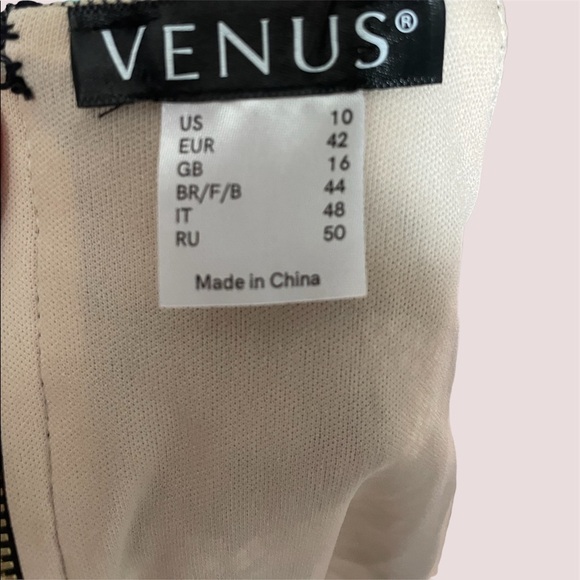 VENUS®
US 10
EUR 42
GB 16
BR/F/B 44
IT 48
RU 50
Made in China